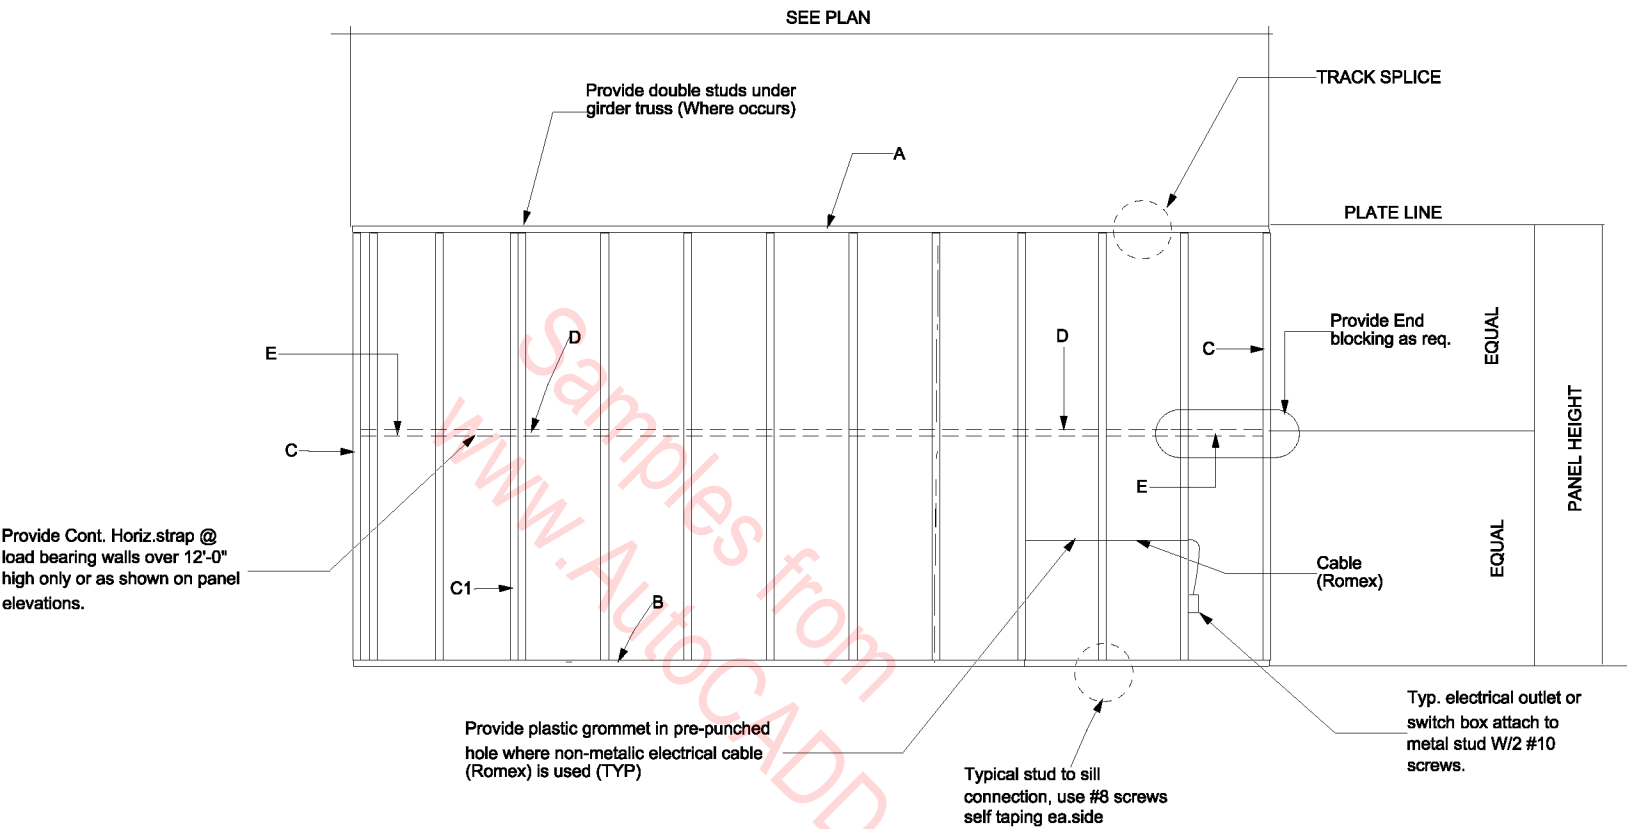 SEE PLAN
TRACK SPLICE
Provide double studs under
girder truss (Where occurs)
A
PLATE LINE
E
D
D
C
Provide End
blocking as req.
EQUAL
PANEL HEIGHT
C
E
Provide Cont. Horiz.strap @
load bearing walls over 12'-0"
high only or as shown on panel
elevations.
C1
B
Cable
(Romex)
EQUAL
Provide plastic grommet in pre-punched
hole where non-metalic electrical cable
(Romex) is used (TYP)
Typical stud to sill
connection, use #8 screws
self taping ea.side
Typ. electrical outlet or
switch box attach to
metal stud W/2 #10
screws.
Samples from
www.AutoCADD